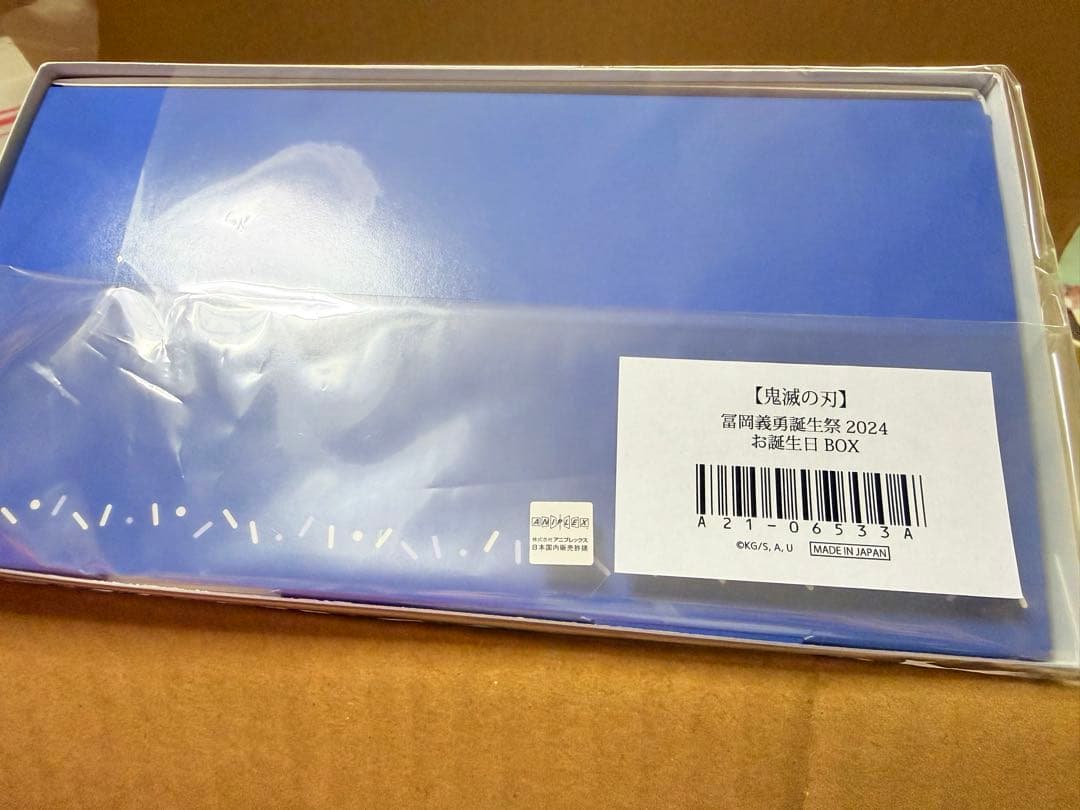 【鬼滅の刃】
冨岡義勇誕生祭 2024
お誕生日 BOX
A21-06533A
©KG/S, A, U
MADE IN JAPAN
ANIPLEX
株式会社アニプレックス
日本国内販売許諾